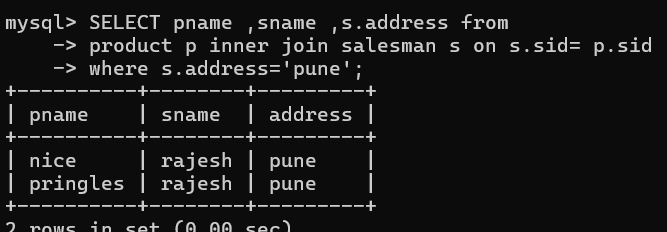 mysql> SELECT pname ,sname ,s.address from
    -> product p inner join salesman s on s.sid= p.sid
    -> where s.address='pune';
+----------+--------+---------+
| pname    | sname  | address |
+----------+--------+---------+
| nice     | rajesh | pune    |
| pringles | rajesh | pune    |
+----------+--------+---------+
2 rows in set (0.00 sec)